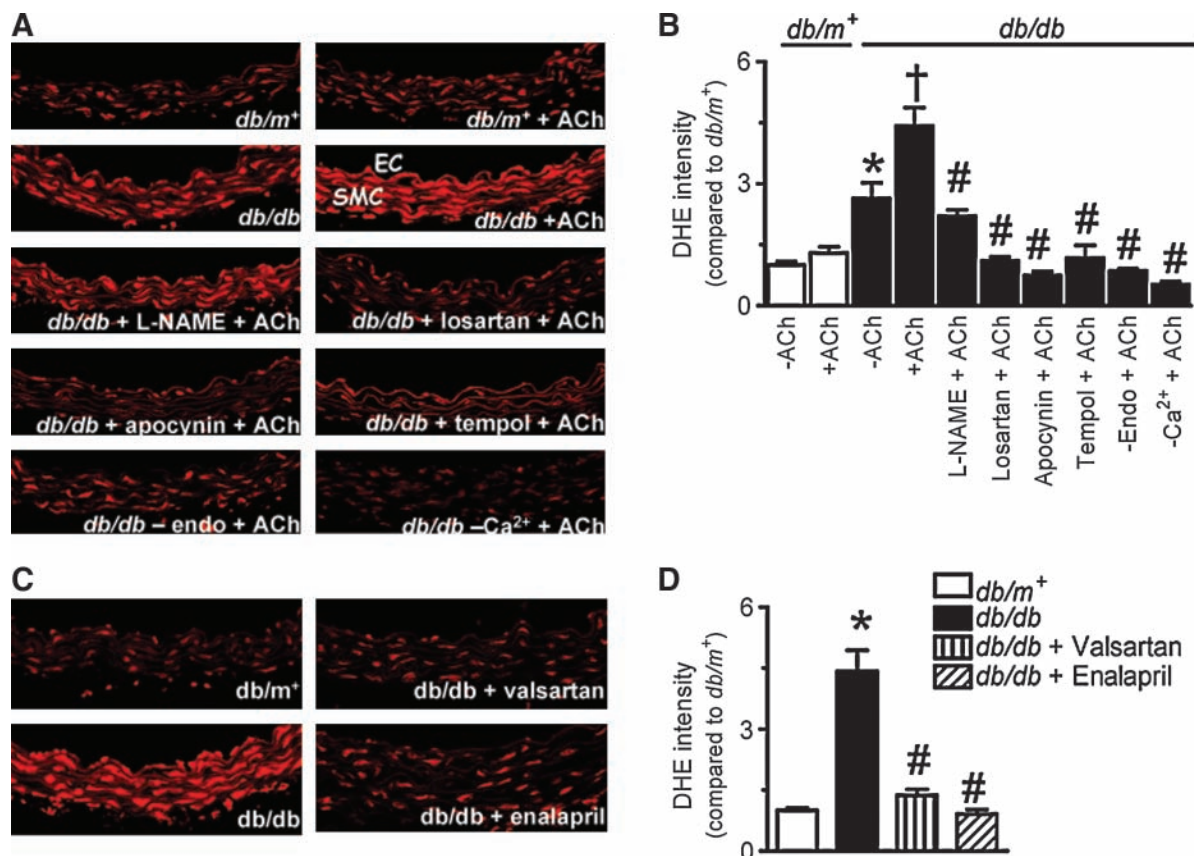 A
db/m+
db/m+ + ACh
db/db
EC
SMC
db/db +ACh
db/db + L-NAME + ACh
db/db + losartan + ACh
db/db + apocynin + ACh
db/db + tempol + ACh
db/db – endo + ACh
db/db –Ca2+ + ACh
B
db/m+
db/db
DHE intensity
(compared to db/m+)
6
3
0
*
†
#
#
#
#
#
#
-ACh
+ACh
-ACh
+ACh
L-NAME + ACh
Losartan + ACh
Apocynin + ACh
Tempol + ACh
-Endo + ACh
-Ca2+ + ACh
C
db/m+
db/db + valsartan
db/db
db/db + enalapril
D
DHE intensity
(compared to db/m+)
6
3
0
*
#
#
db/m+
db/db
db/db + Valsartan
db/db + Enalapril